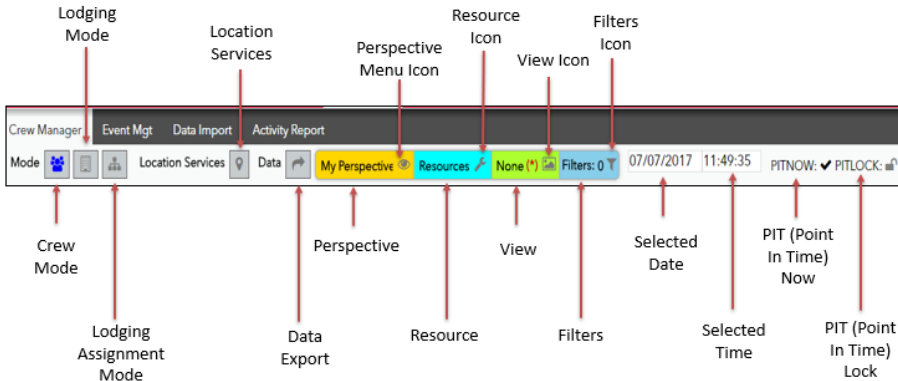 Lodging
Mode
Location
Services
Perspective
Menu Icon
Resource
Icon
View Icon
Filters
Icon
Crew Manager Event Mgt Data Import Activity Report
Mode Location Services Data My Perspective Resources None (*) Filters: 0 07/07/2017 11:49:35 PITNOW: PITLOCK:
Crew
Mode
Perspective
View
Selected
Date
PIT (Point
In Time)
Now
Lodging
Assignment
Mode
Data
Export
Resource
Filters
Selected
Time
PIT (Point
In Time)
Lock